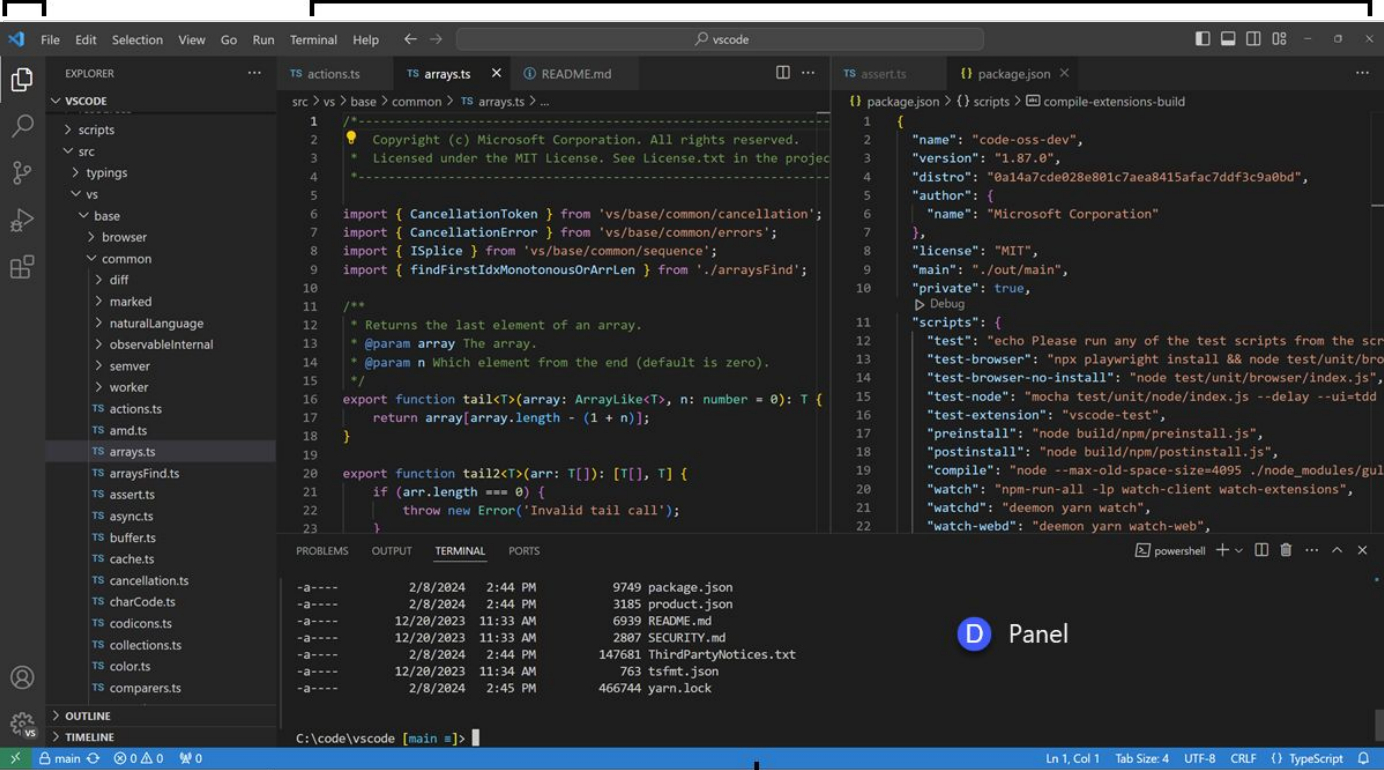 File Edit Selection View Go Run Terminal Help vscode
EXPLORER ...
VSCODE
scripts
src
typings
vs
base
browser
common
diff
marked
naturalLanguage
observableInternal
semver
worker
TS actions.ts
TS amd.ts
TS arrays.ts
TS arraysFind.ts
TS assert.ts
TS async.ts
TS buffer.ts
TS cache.ts
TS cancellation.ts
TS charCode.ts
TS codicons.ts
TS collections.ts
TS color.ts
TS comparers.ts
OUTLINE
TIMELINE
TS actions.ts TS arrays.ts README.md ...
src > vs > base > common > TS arrays.ts > ...
1 /*---------------------------------------------------------
2 Copyright (c) Microsoft Corporation. All rights reserved.
3 * Licensed under the MIT License. See License.txt in the projec
4 *---------------------------------------------------------
5
6 import { CancellationToken } from 'vs/base/common/cancellation';
7 import { CancellationError } from 'vs/base/common/errors';
8 import { ISplice } from 'vs/base/common/sequence';
9 import { findFirstIdxMonotonousOrArrLen } from './arraysFind';
10
11 /**
12 * Returns the last element of an array.
13 * @param array The array.
14 * @param n Which element from the end (default is zero).
15 */
16 export function tail<T>(array: ArrayLike<T>, n: number = 0): T {
17 return array[array.length - (1 + n)];
18 }
19
20 export function tail2<T>(arr: T[]): [T[], T] {
21 if (arr.length === 0) {
22 throw new Error('Invalid tail call');
23 }
TS assert.ts {} package.json ...
{} package.json > {} scripts > compile-extensions-build
1 {
2 "name": "code-oss-dev",
3 "version": "1.87.0",
4 "distro": "0a14a7cde028e801c7aea8415afac7ddf3c9a0bd",
5 "author": {
6 "name": "Microsoft Corporation"
7 },
8 "license": "MIT",
9 "main": "./out/main",
10 "private": true,
Debug
11 "scripts": {
12 "test": "echo Please run any of the test scripts from the scr
13 "test-browser": "npx playwright install && node test/unit/bro
14 "test-browser-no-install": "node test/unit/browser/index.js",
15 "test-node": "mocha test/unit/node/index.js --delay --ui=tdd
16 "test-extension": "vscode-test",
17 "preinstall": "node build/npm/preinstall.js",
18 "postinstall": "node build/npm/postinstall.js",
19 "compile": "node --max-old-space-size=4095 ./node_modules/gul
20 "watch": "npm-run-all -lp watch-client watch-extensions",
21 "watchd": "deemon yarn watch",
22 "watch-webd": "deemon yarn watch-web",
PROBLEMS OUTPUT TERMINAL PORTS powershell ...
-a---- 2/8/2024 2:44 PM 9749 package.json
-a---- 2/8/2024 2:44 PM 3185 product.json
-a---- 12/20/2023 11:33 AM 6939 README.md
-a---- 12/20/2023 11:33 AM 2807 SECURITY.md
-a---- 2/8/2024 2:44 PM 147681 ThirdPartyNotices.txt
-a---- 12/20/2023 11:34 AM 763 tsfmt.json
-a---- 2/8/2024 2:45 PM 466744 yarn.lock
C:\code\vscode [main ≡]>
D Panel
VS
main 0 0 0 Ln 1, Col 1 Tab Size: 4 UTF-8 CRLF {} TypeScript